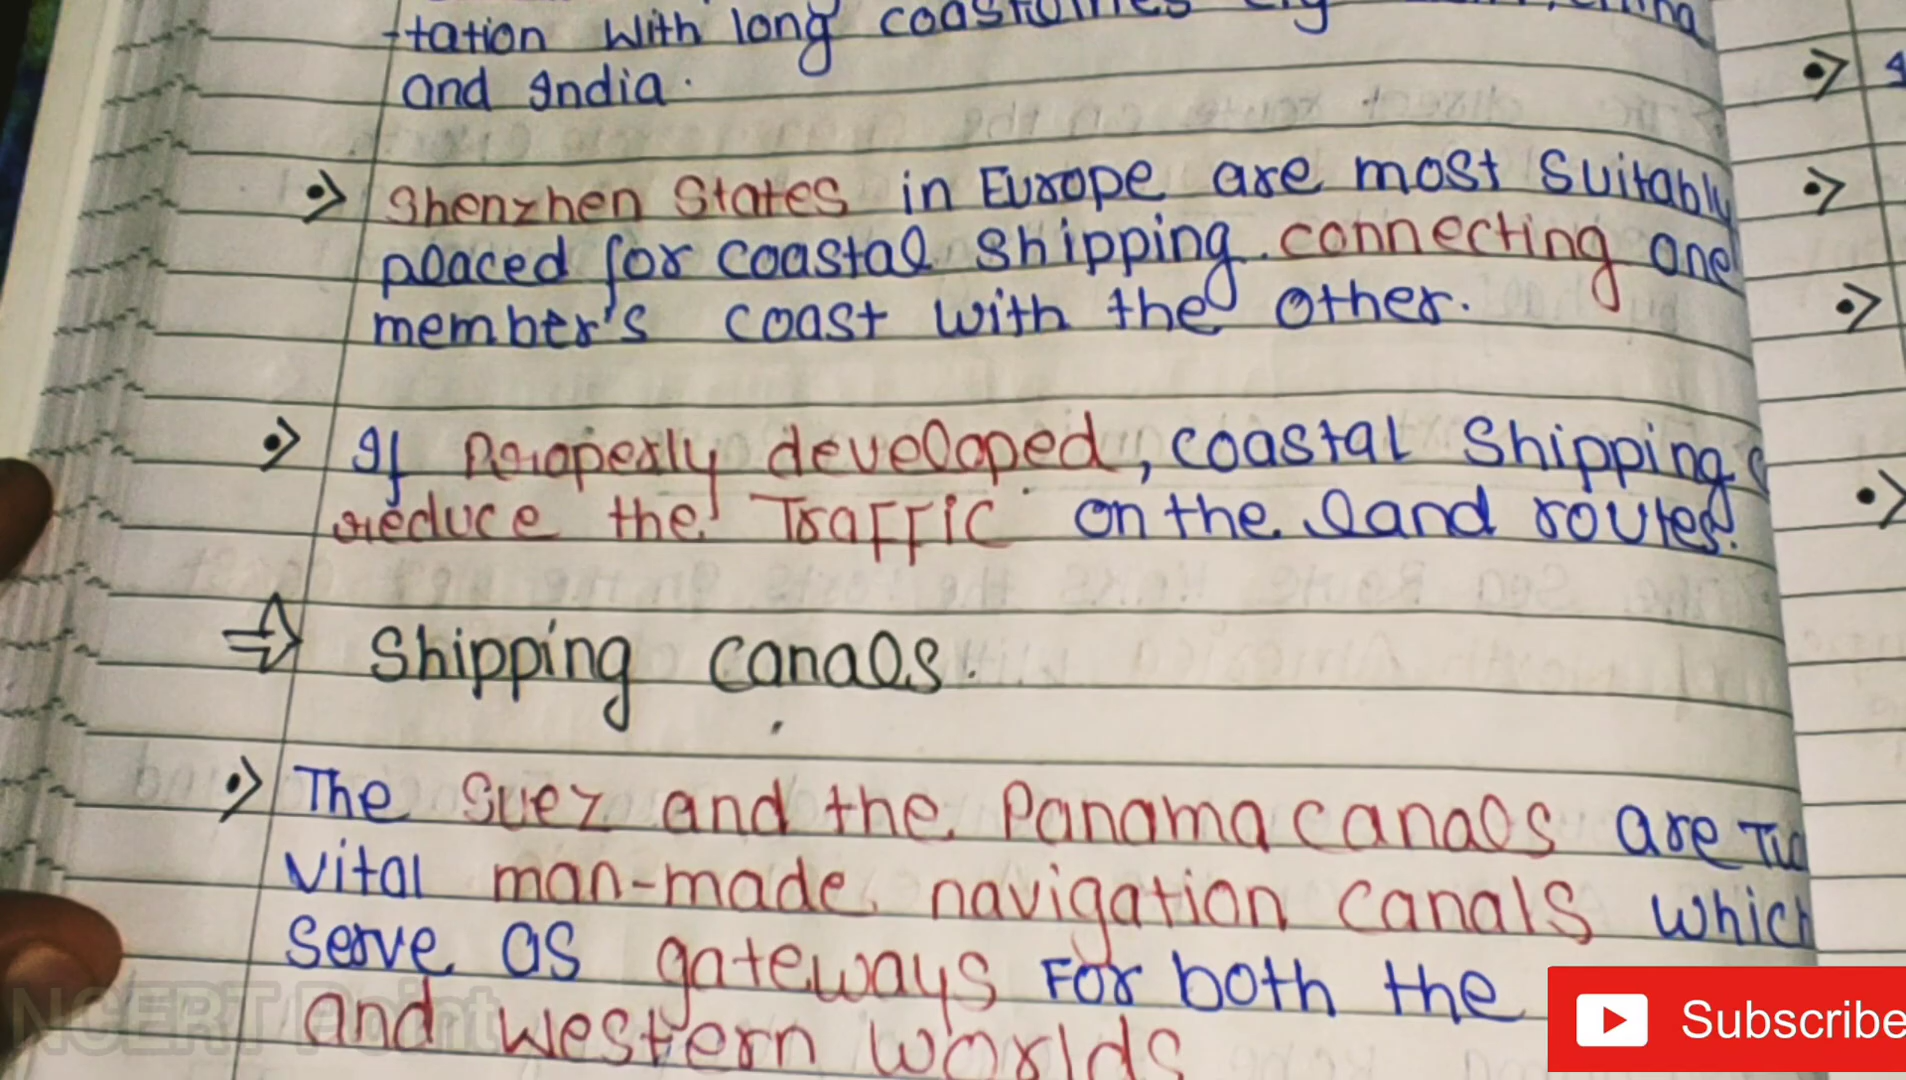 -tation with long coastlines
and India.
•> Shenzhen States in Europe are most Suitably
placed for coastal Shipping connecting one
member's coast with the other.
•> If Properly developed, coastal Shipping
reduce the Traffic on the land routes.
⇒ Shipping canals.
•> The Suez and the Panama canals are
vital man-made navigation canals which
Serve as gateways For both the
and western worlds
NCERT Point
Subscribe